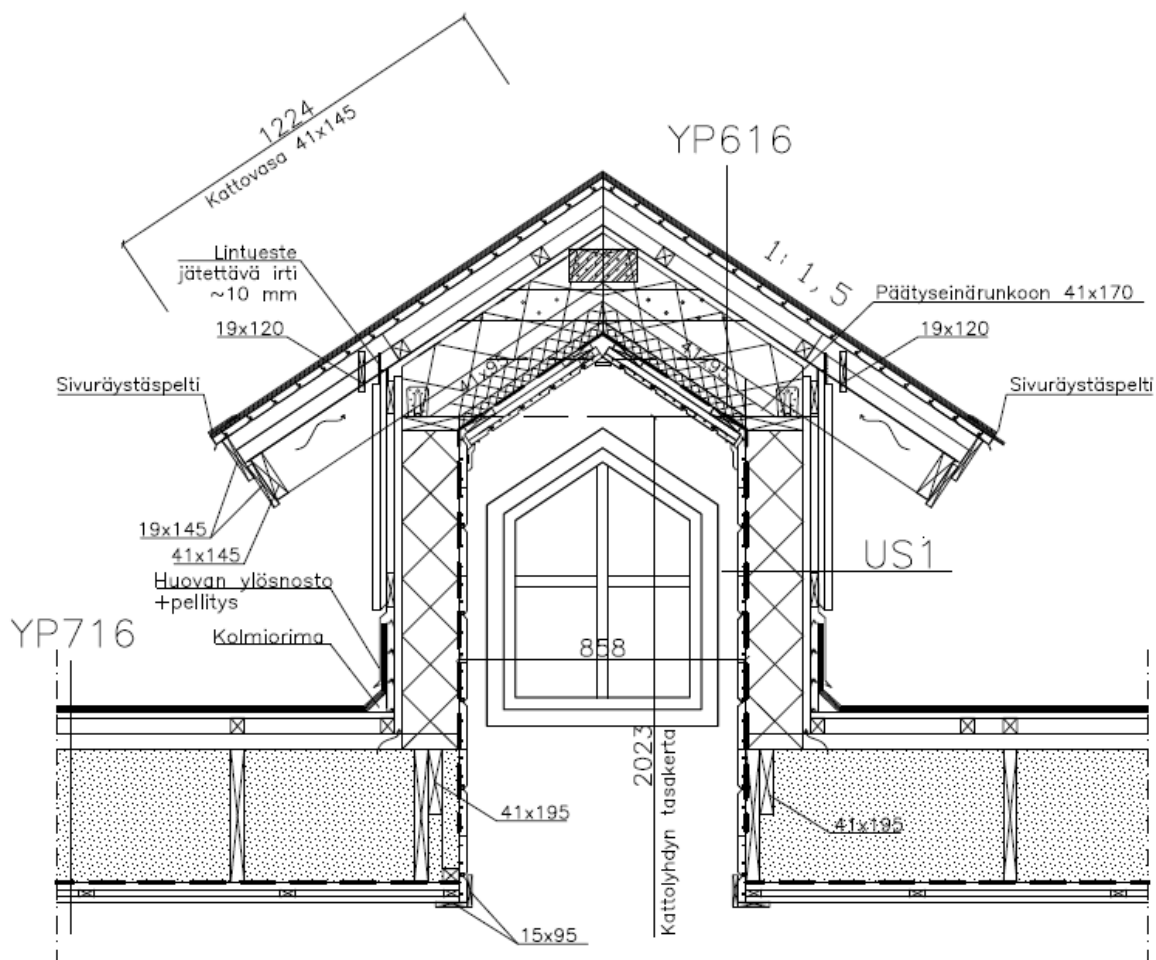 1224
Kattovasa 41x145
YP616
1:1,5
Lintueste
jätettävä irti
~10 mm
19x120
Päätyseinärunkoon 41x170
19x120
Sivuräystäspelti
Sivuräystäspelti
19x145
41x145
Huovan ylösnosto
+pellitys
US1
YP716
Kolmiorima
858
2023
Kattolyhdyn tasakerta
41x195
41x195
15x95